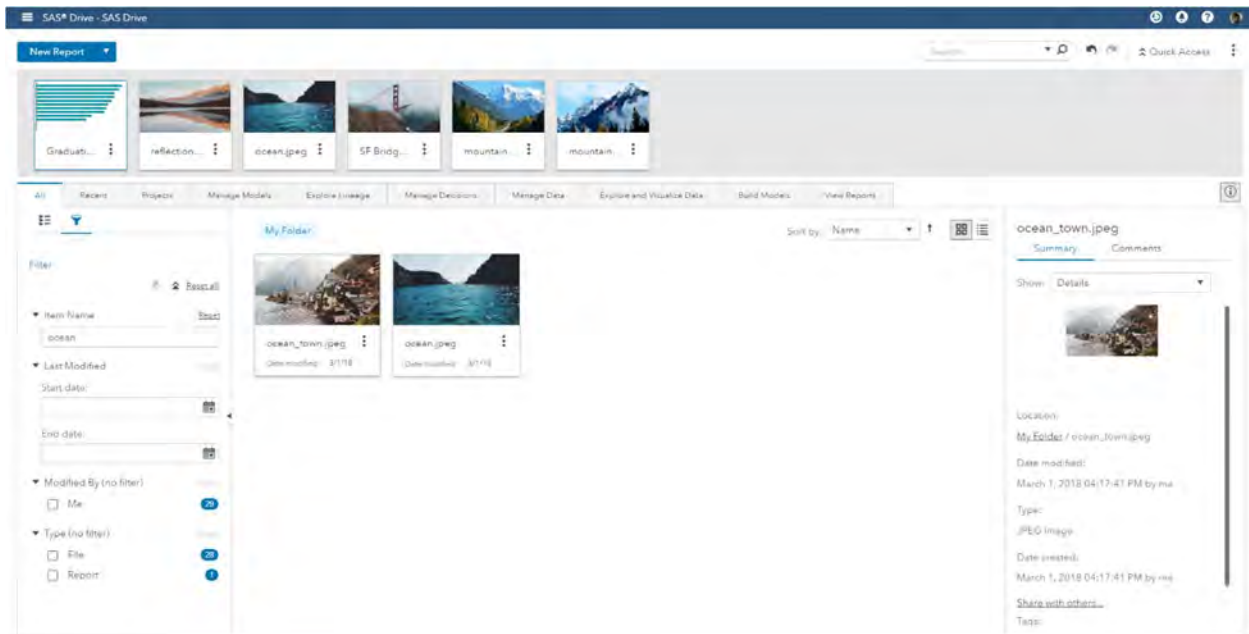 SAS® Drive - SAS Drive
New Report
Search
Quick Access
Graduati...
reflection...
ocean.jpeg
SF Bridg...
mountain...
mountain...
All
Recent
Projects
Manage Models
Explore Lineage
Manage Decisions
Manage Data
Explore and Visualize Data
Build Models
View Reports
Filter
Reset all
Item Name
Reset
ocean
Last Modified
Start date:
End date:
Modified By (no filter)
Me
29
Type (no filter)
File
28
Report
1
My Folder
Sort by: Name
ocean_town.jpeg
Date modified: 3/1/18
ocean.jpeg
Date modified: 3/1/18
ocean_town.jpeg
Summary
Comments
Show: Details
Location:
My Folder / ocean_town.jpeg
Date modified:
March 1, 2018 04:17:41 PM by me
Type:
JPEG Image
Date created:
March 1, 2018 04:17:41 PM by me
Share with others...
Tags: